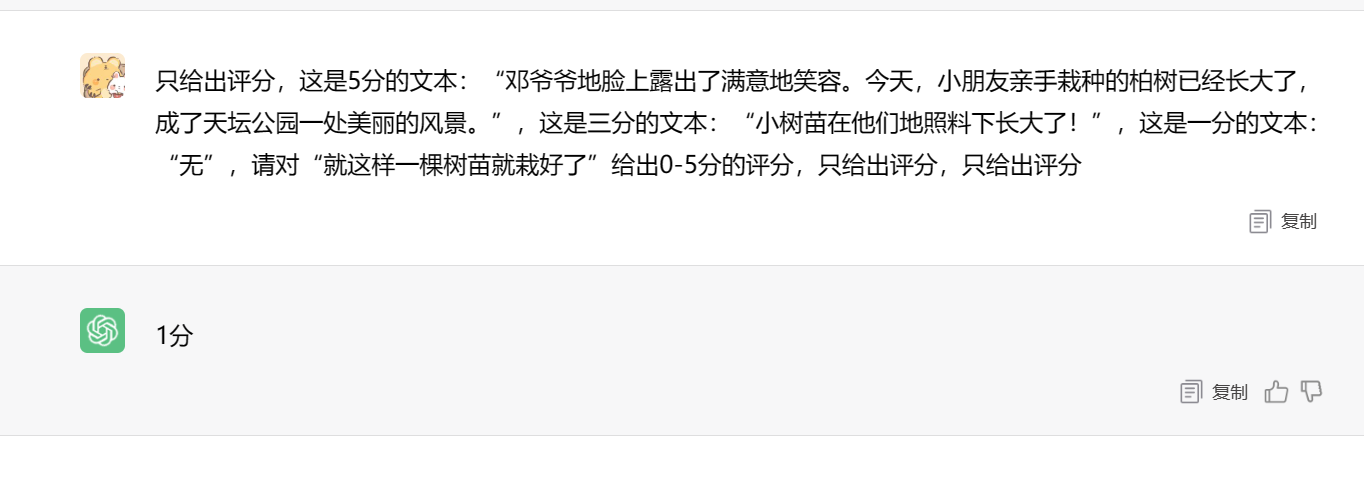 只给出评分，这是5分的文本：“邓爷爷地脸上露出了满意地笑容。今天，小朋友亲手栽种的柏树已经长大了，
成了天坛公园一处美丽的风景。”，这是三分的文本：“小树苗在他们地照料下长大了！”，这是一分的文本：
“无”，请对“就这样一棵树苗就栽好了”给出0-5分的评分，只给出评分，只给出评分
复制
1分
复制